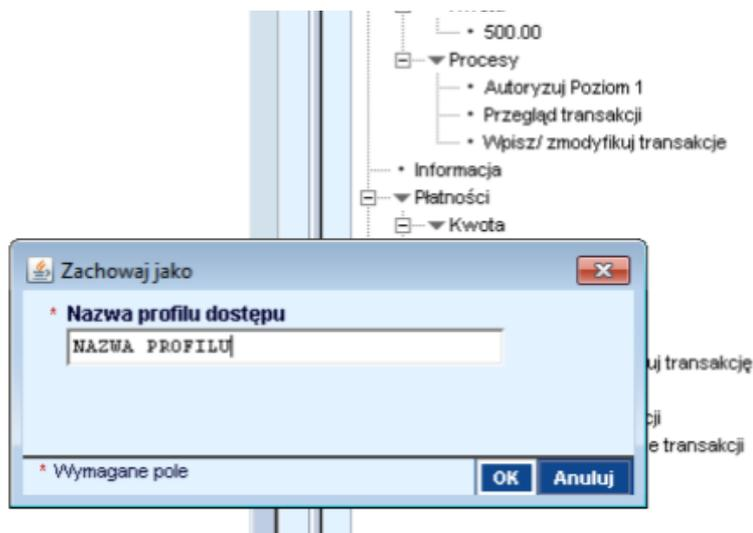 500.00
Procesy
Autoryzuj Poziom 1
Przegląd transakcji
Wpisz/ zmodyfikuj transakcje
Informacja
Płatności
Kwota
Zachowaj jako
* Nazwa profilu dostępu
NAZWA PROFILU
uj transakcję
cji
e transakcji
* Wymagane pole
OK Anuluj